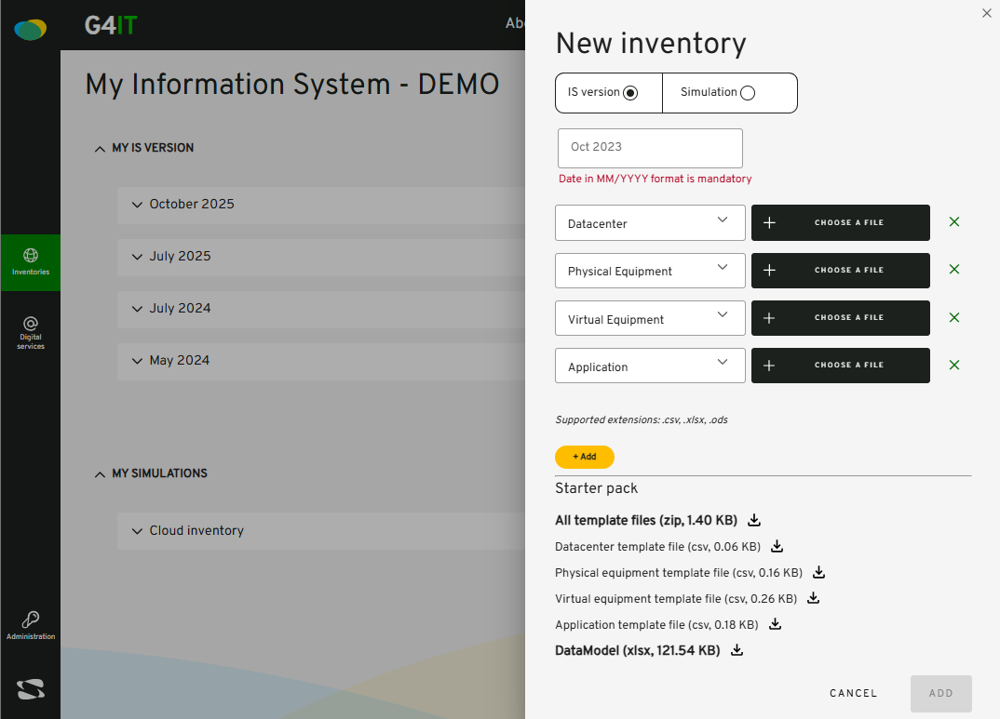 G4IT
Ab
My Information System - DEMO
MY IS VERSION
October 2025
July 2025
July 2024
May 2024
MY SIMULATIONS
Cloud inventory
Inventories
@
Digital
services
Administration
New inventory
IS version
Simulation
Oct 2023
Date in MM/YYYY format is mandatory
Datacenter
+ CHOOSE A FILE
Physical Equipment
+ CHOOSE A FILE
Virtual Equipment
+ CHOOSE A FILE
Application
+ CHOOSE A FILE
Supported extensions: .csv, .xlsx, .ods
+ Add
Starter pack
All template files (zip, 1.40 KB)
Datacenter template file (csv, 0.06 KB)
Physical equipment template file (csv, 0.16 KB)
Virtual equipment template file (csv, 0.26 KB)
Application template file (csv, 0.18 KB)
DataModel (xlsx, 121.54 KB)
CANCEL
ADD